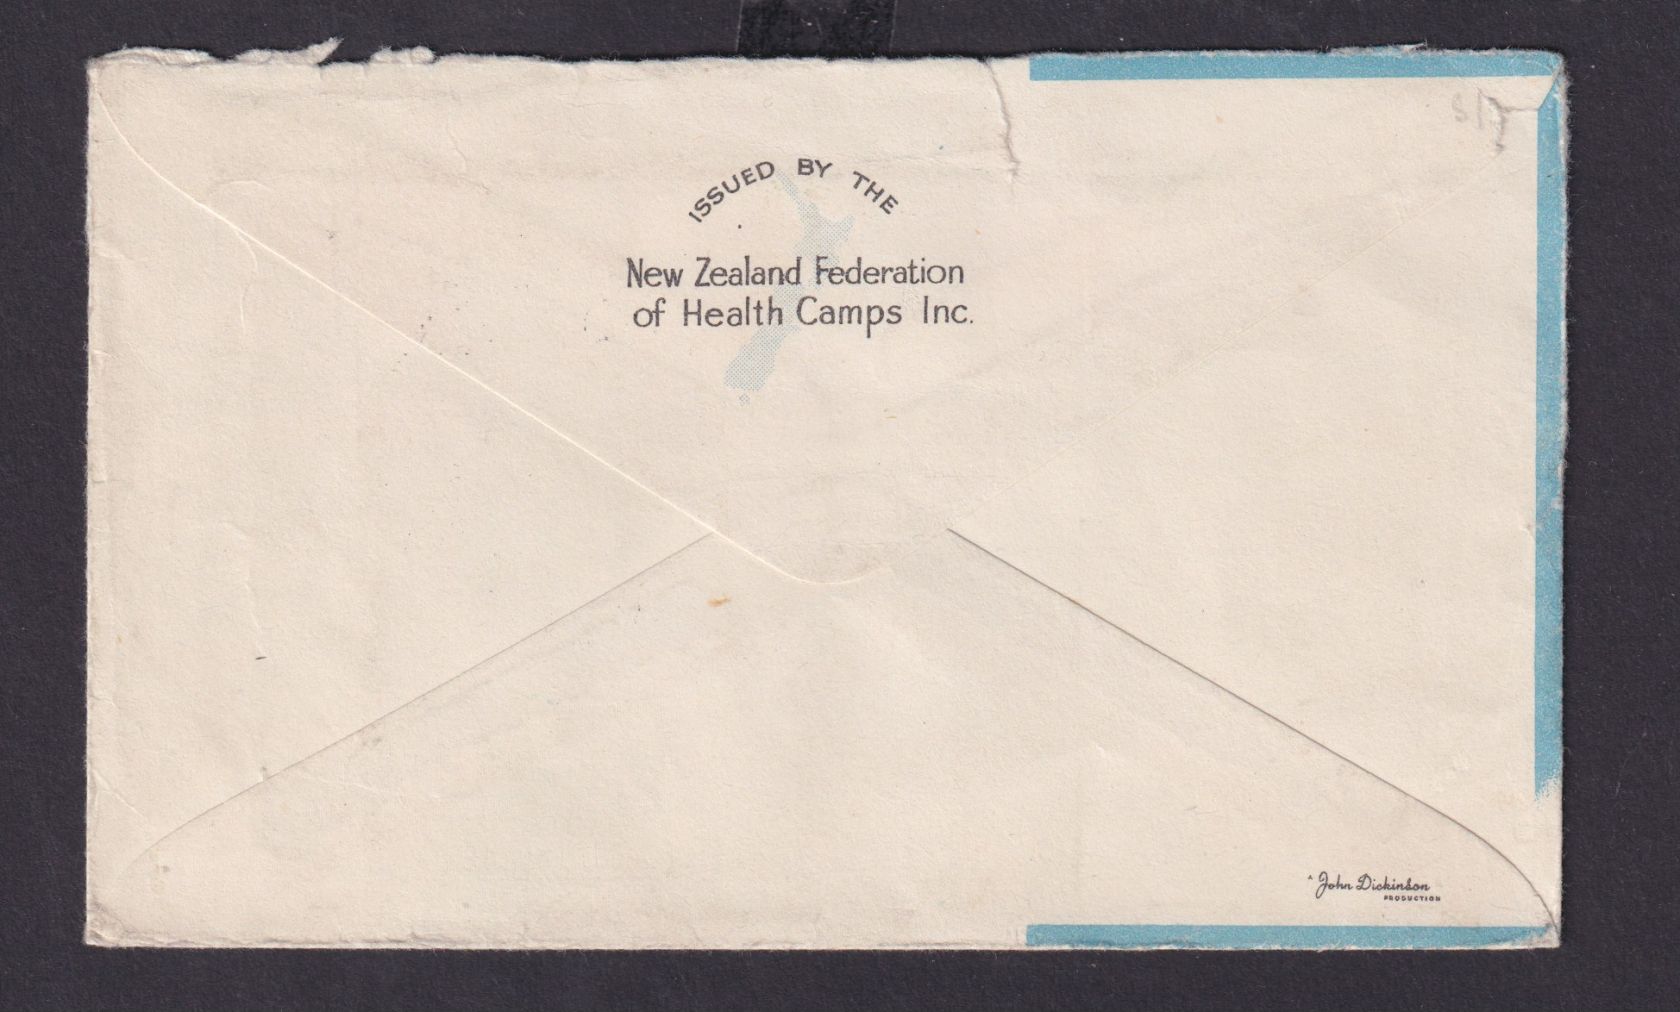 ISSUED BY THE
New Zealand Federation
of Health Camps Inc.
A John Dickinson
PRODUCTION